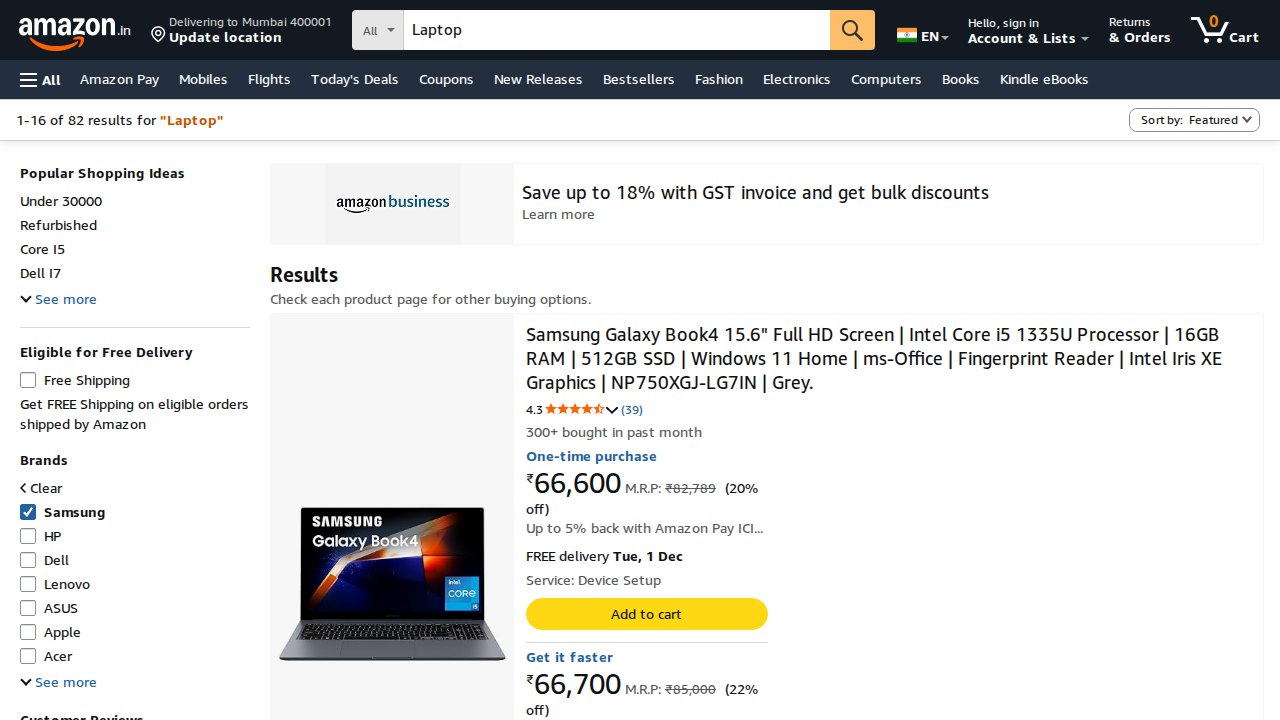 amazon.in
Delivering to Mumbai 400001
Update location
All
Laptop
EN
Hello, sign in
Account & Lists
Returns
& Orders
0
Cart
All
Amazon Pay
Mobiles
Flights
Today's Deals
Coupons
New Releases
Bestsellers
Fashion
Electronics
Computers
Books
Kindle eBooks
1-16 of 82 results for "Laptop"
Sort by: Featured
Popular Shopping Ideas
Under 30000
Refurbished
Core I5
Dell I7
See more
Eligible for Free Delivery
Free Shipping
Get FREE Shipping on eligible orders
shipped by Amazon
Brands
Clear
Samsung
HP
Dell
Lenovo
ASUS
Apple
Acer
See more
Customer Reviews
amazon business
Save up to 18% with GST invoice and get bulk discounts
Learn more
Results
Check each product page for other buying options.
SAMSUNG
Galaxy Book4
intel
CORE
i5
Samsung Galaxy Book4 15.6" Full HD Screen | Intel Core i5 1335U Processor | 16GB
RAM | 512GB SSD | Windows 11 Home | ms-Office | Fingerprint Reader | Intel Iris XE
Graphics | NP750XGJ-LG7IN | Grey.
4.3 (39)
300+ bought in past month
One-time purchase
₹66,600 M.R.P: ₹82,789 (20%
off)
Up to 5% back with Amazon Pay ICI...
FREE delivery Tue, 1 Dec
Service: Device Setup
Add to cart
Get it faster
₹66,700 M.R.P: ₹85,000 (22%
off)